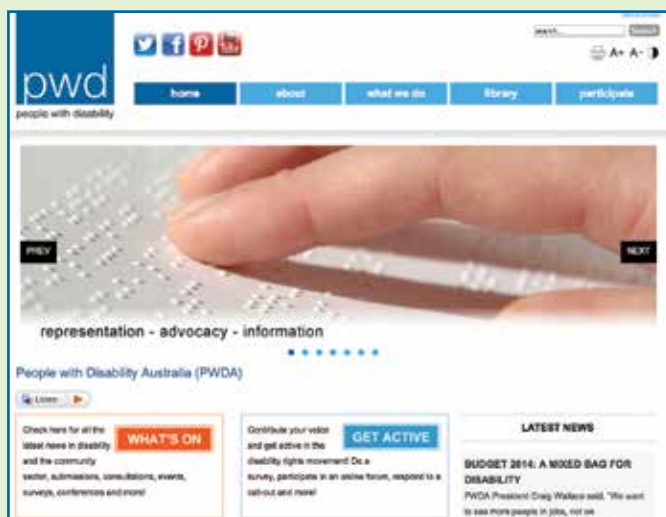 search...
A+ A-
pwd
people with disability
home about what we do library participate
PREV
NEXT
representation - advocacy - information
People with Disability Australia (PWDA)
Listen
Check here for all the
latest news in disability
and the community
sector, submissions, consultations, events,
surveys, conferences and more!
WHAT'S ON
Contribute your voice
and get active in the
disability rights movement! Do a
survey, participate in an online forum, respond to a
call-out and more!
GET ACTIVE
LATEST NEWS
BUDGET 2014: A MIXED BAG FOR
DISABILITY
PWDA President Craig Wallace said, "We want
to see more people in jobs, not on